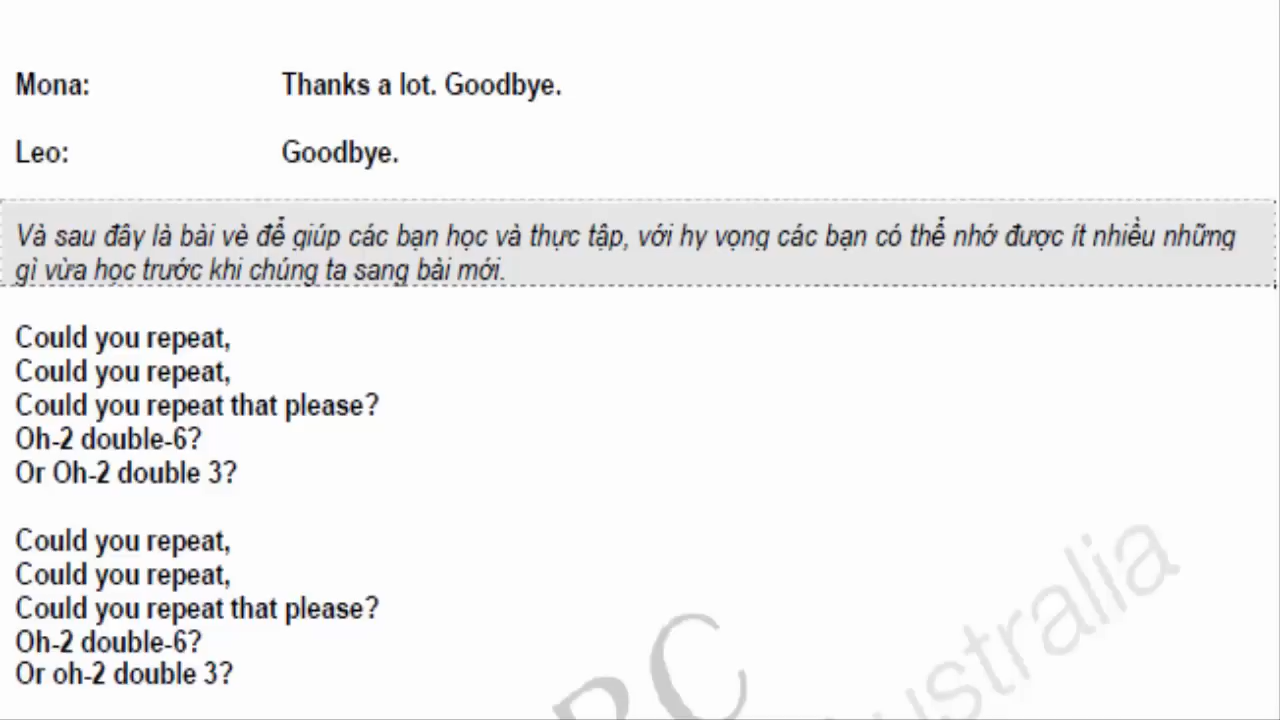 Mona: Thanks a lot. Goodbye.
Leo: Goodbye.
Và sau đây là bài vè để giúp các bạn học và thực tập, với hy vọng các bạn có thể nhớ được ít nhiều những
gì vừa học trước khi chúng ta sang bài mới.
Could you repeat,
Could you repeat,
Could you repeat that please?
Oh-2 double-6?
Or Oh-2 double 3?
Could you repeat,
Could you repeat,
Could you repeat that please?
Oh-2 double-6?
Or oh-2 double 3?